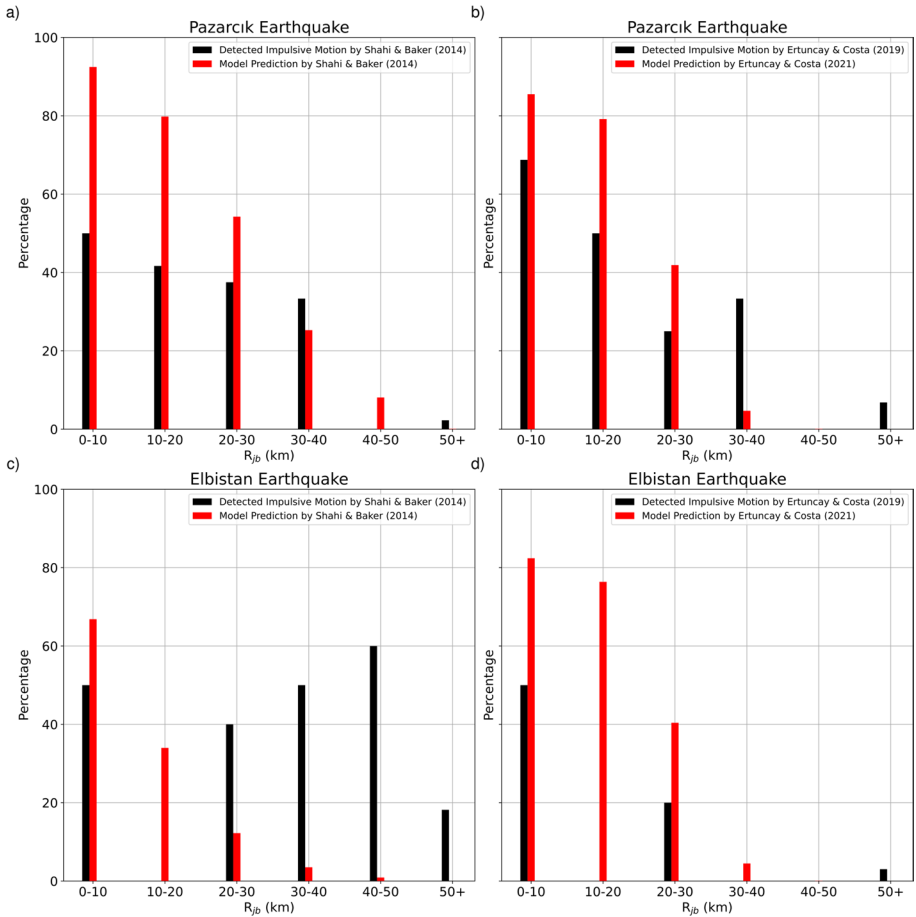 a)
Pazarcık Earthquake
Detected Impulsive Motion by Shahi & Baker (2014)
Model Prediction by Shahi & Baker (2014)
Percentage
100
80
60
40
20
0
0-10
10-20
20-30
30-40
40-50
50+
R_jb (km)
b)
Pazarcık Earthquake
Detected Impulsive Motion by Ertuncay & Costa (2019)
Model Prediction by Ertuncay & Costa (2021)
Percentage
0-10
10-20
20-30
30-40
40-50
50+
R_jb (km)
c)
Elbistan Earthquake
Detected Impulsive Motion by Shahi & Baker (2014)
Model Prediction by Shahi & Baker (2014)
Percentage
100
80
60
40
20
0
0-10
10-20
20-30
30-40
40-50
50+
R_jb (km)
d)
Elbistan Earthquake
Detected Impulsive Motion by Ertuncay & Costa (2019)
Model Prediction by Ertuncay & Costa (2021)
Percentage
0-10
10-20
20-30
30-40
40-50
50+
R_jb (km)